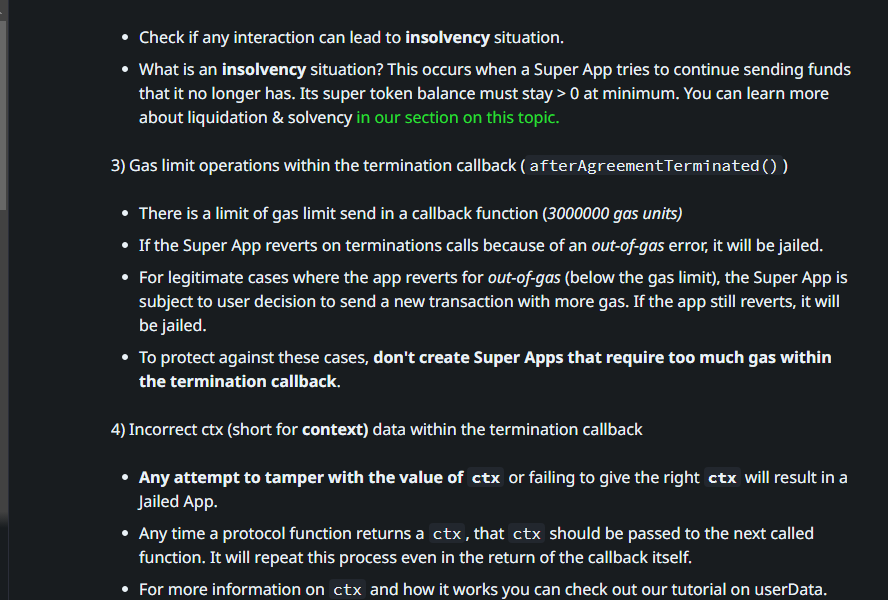 • Check if any interaction can lead to insolvency situation.
• What is an insolvency situation? This occurs when a Super App tries to continue sending funds
that it no longer has. Its super token balance must stay > 0 at minimum. You can learn more
about liquidation & solvency in our section on this topic.
3) Gas limit operations within the termination callback ( afterAgreementTerminated() )
• There is a limit of gas limit send in a callback function (3000000 gas units)
• If the Super App reverts on terminations calls because of an out-of-gas error, it will be jailed.
• For legitimate cases where the app reverts for out-of-gas (below the gas limit), the Super App is
subject to user decision to send a new transaction with more gas. If the app still reverts, it will
be jailed.
• To protect against these cases, don't create Super Apps that require too much gas within
the termination callback.
4) Incorrect ctx (short for context) data within the termination callback
• Any attempt to tamper with the value of ctx or failing to give the right ctx will result in a
Jailed App.
• Any time a protocol function returns a ctx, that ctx should be passed to the next called
function. It will repeat this process even in the return of the callback itself.
• For more information on ctx and how it works you can check out our tutorial on userData.